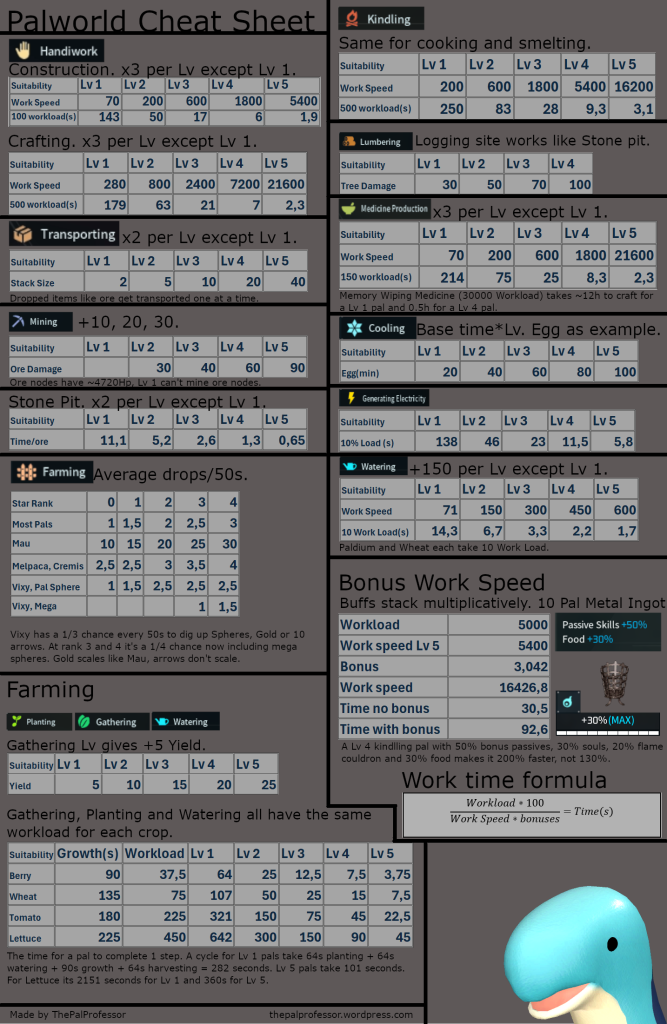 Palworld Cheat Sheet
Handiwork
Construction. x3 per Lv except Lv 1.
Suitability Lv 1 Lv 2 Lv 3 Lv 4 Lv 5
Work Speed 70 200 600 1800 5400
100 workload(s) 143 50 17 6 1,9
Crafting. x3 per Lv except Lv 1.
Suitability Lv 1 Lv 2 Lv 3 Lv 4 Lv 5
Work Speed 280 800 2400 7200 21600
500 workload(s) 179 63 21 7 2,3
Transporting x2 per Lv except Lv 1.
Suitability Lv 1 Lv 2 Lv 3 Lv 4 Lv 5
Stack Size 2 5 10 20 40
Dropped items like ore get transported one at a time.
Mining +10, 20, 30.
Suitability Lv 1 Lv 2 Lv 3 Lv 4 Lv 5
Ore Damage 30 40 60 90
Ore nodes have ~4720Hp, Lv 1 can't mine ore nodes.
Stone Pit. x2 per Lv except Lv 1.
Suitability Lv 1 Lv 2 Lv 3 Lv 4 Lv 5
Time/ore 11,1 5,2 2,6 1,3 0,65
Farming Average drops/50s.
Star Rank 0 1 2 3 4
Most Pals 1 1,5 2 2,5 3
Mau 10 15 20 25 30
Melpaca, Cremis 2,5 2,5 3 3,5 4
Vixy, Pal Sphere 1 1,5 2,5 2,5 2,5
Vixy, Mega 1 1,5
Vixy has a 1/3 chance every 50s to dig up Spheres, Gold or 10
arrows. At rank 3 and 4 it's a 1/4 chance now including mega
spheres. Gold scales like Mau, arrows don't scale.
Farming
Planting Gathering Watering
Gathering Lv gives +5 Yield.
Suitability Lv 1 Lv 2 Lv 3 Lv 4 Lv 5
Yield 5 10 15 20 25
Gathering, Planting and Watering all have the same
workload for each crop.
Suitability Growth(s) Workload Lv 1 Lv 2 Lv 3 Lv 4 Lv 5
Berry 90 37,5 64 25 12,5 7,5 3,75
Wheat 135 75 107 50 25 15 7,5
Tomato 180 225 321 150 75 45 22,5
Lettuce 225 450 642 300 150 90 45
The time for a pal to complete 1 step. A cycle for Lv 1 pals take 64s planting + 64s
watering + 90s growth + 64s harvesting = 282 seconds. Lv 5 pals take 101 seconds.
For Lettuce its 2151 seconds for Lv 1 and 360s for Lv 5.
Made by ThePalProfessor thepalprofessor.wordpress.com
Kindling
Same for cooking and smelting.
Suitability Lv 1 Lv 2 Lv 3 Lv 4 Lv 5
Work Speed 200 600 1800 5400 16200
500 workload(s) 250 83 28 9,3 3,1
Lumbering Logging site works like Stone pit.
Suitability Lv 1 Lv 2 Lv 3 Lv 4
Tree Damage 30 50 70 100
Medicine Production x3 per Lv except Lv 1.
Suitability Lv 1 Lv 2 Lv 3 Lv 4 Lv 5
Work Speed 70 200 600 1800 21600
150 workload(s) 214 75 25 8,3 2,3
Memory Wiping Medicine (30000 Workload) takes ~12h to craft for
a Lv 1 pal and 0.5h for a Lv 4 pal.
Cooling Base time*Lv. Egg as example.
Suitability Lv 1 Lv 2 Lv 3 Lv 4 Lv 5
Egg(min) 20 40 60 80 100
Generating Electricity
Suitability Lv 1 Lv 2 Lv 3 Lv 4 Lv 5
10% Load (s) 138 46 23 11,5 5,8
Watering +150 per Lv except Lv 1.
Suitability Lv 1 Lv 2 Lv 3 Lv 4 Lv 5
Work Speed 71 150 300 450 600
10 Work Load(s) 14,3 6,7 3,3 2,2 1,7
Paldium and Wheat each take 10 Work Load.
Bonus Work Speed
Buffs stack multiplicatively. 10 Pal Metal Ingot
Workload 5000
Work speed Lv 5 5400
Bonus 3,042
Work speed 16426,8
Time no bonus 30,5
Time with bonus 92,6
Passive Skills +50%
Food +30%
+30%(MAX)
A Lv 4 kindlling pal with 50% bonus passives, 30% souls, 20% flame
couldron and 30% food makes it 200% faster, not 130%.
Work time formula
Workload * 100
Work Speed * bonuses = Time(s)